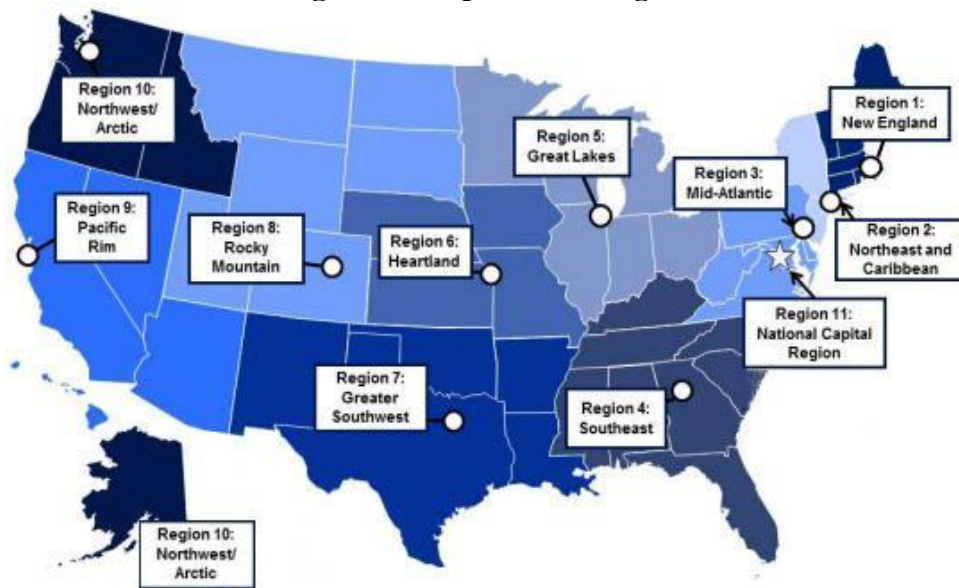 Region 10:
Northwest/
Arctic
Region 1:
New England
Region 5:
Great Lakes
Region 3:
Mid-Atlantic
Region 9:
Pacific
Rim
Region 8:
Rocky
Mountain
Region 6:
Heartland
Region 2:
Northeast and
Caribbean
Region 11:
National Capital
Region
Region 7:
Greater
Southwest
Region 4:
Southeast
Region 10:
Northwest/
Arctic